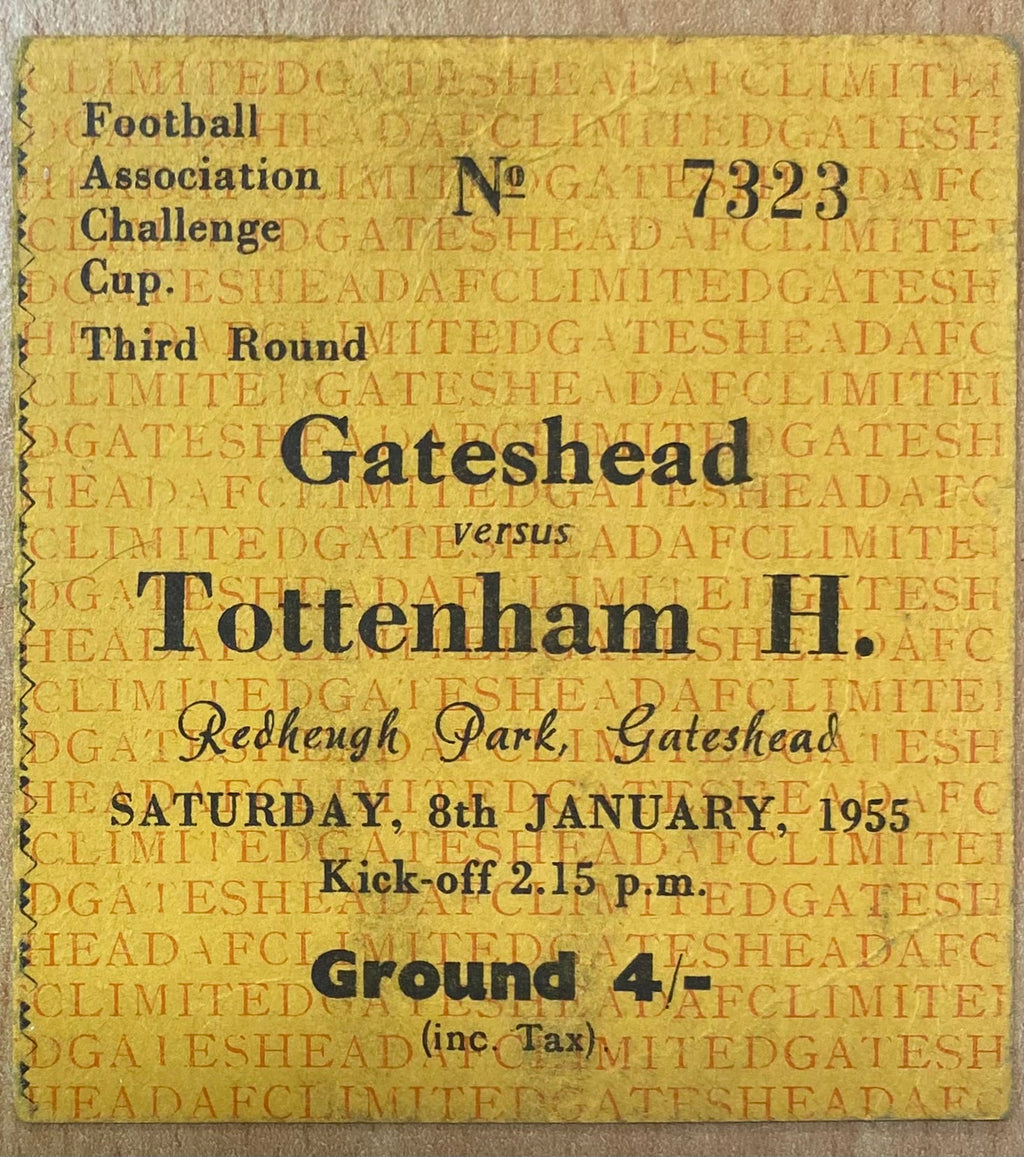 Football
Association
Challenge
Cup.
Third Round
Nº 7323
Gateshead
versus
Tottenham H.
Redheugh Park, Gateshead
SATURDAY, 8th JANUARY, 1955
Kick-off 2.15 p.m.
Ground 4/-
(inc. Tax).